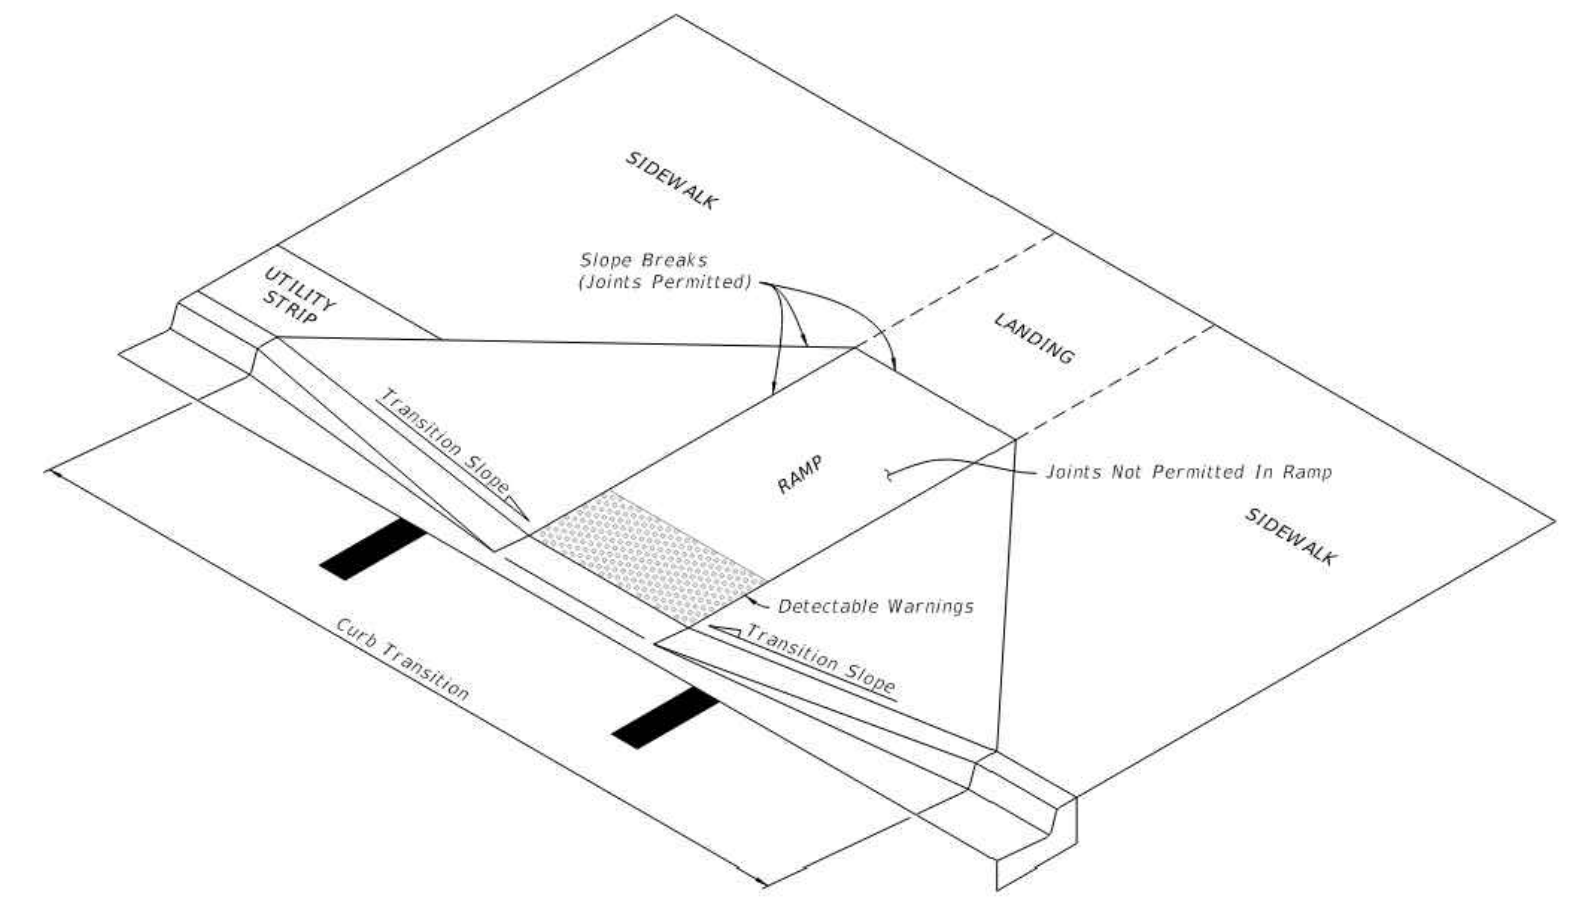 SIDEWALK
Slope Breaks
(Joints Permitted)
UTILITY
STRIP
LANDING
Transition Slope
RAMP
Joints Not Permitted In Ramp
SIDEWALK
Detectable Warnings
Transition Slope
Curb Transition